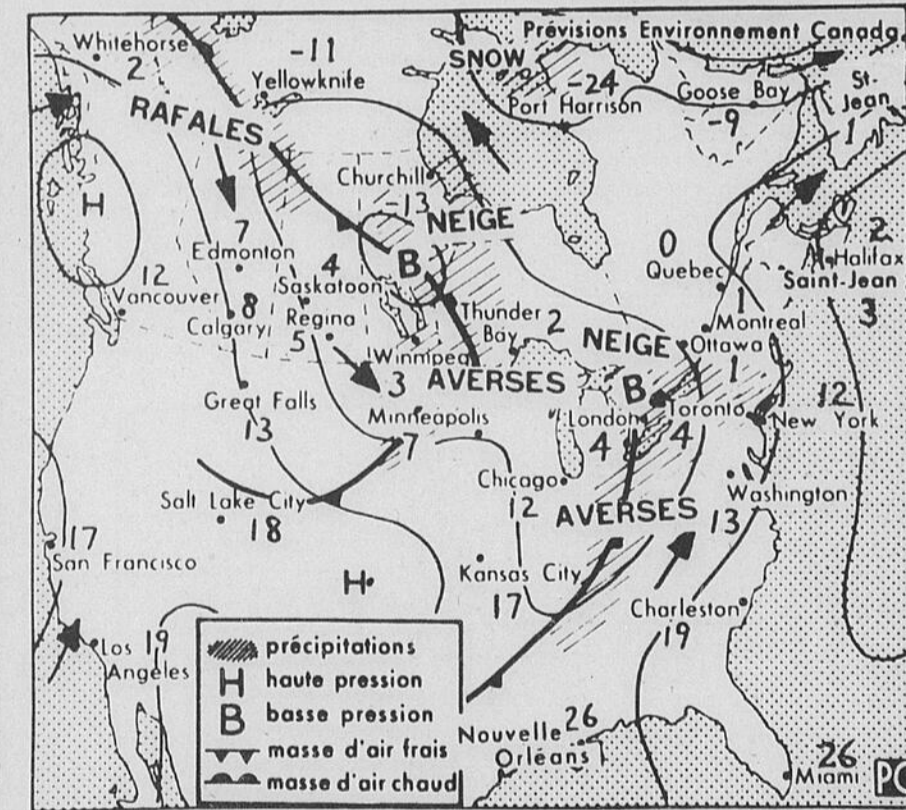 Prévisions Environnement Canada
Whitehorse
2
-11
Yellowknife
SNOW
-24
Port Harrison
Goose Bay
-9
St-
Jean
1
RAFALES
H
Churchill
-13
NEIGE
7
Edmonton
12
Vancouver
8
Calgary
4
Saskatoon
Regina
5
B
Thunder
Bay
2
Winnipeg
3
AVERSES
NEIGE
0
Quebec
1
Montreal
Ottawa
1
2
Halifax
Saint-Jean
3
Great Falls
13
Minneapolis
7
B
London
4
Toronto
4
12
New York
Chicago
12
Salt Lake City
18
AVERSES
Washington
13
17
San Francisco
H
Kansas City
17
Charleston
19
Los
Angeles
19
précipitations
H haute pression
B basse pression
masse d'air frais
masse d'air chaud
Nouvelle
Orléans
26
26
Miami